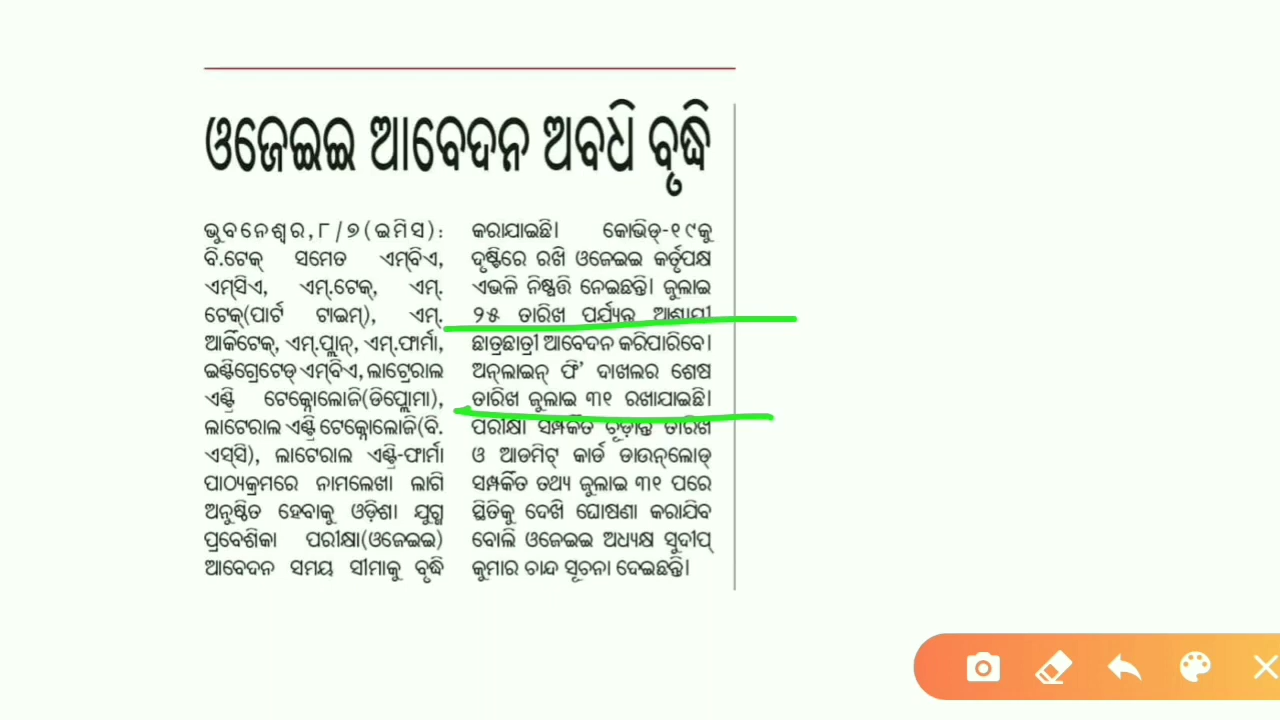 ଓଜେଇଇ ଆବେଦନ ଅବଧି ବୃଦ୍ଧି
ଭୁବନେଶ୍ୱର,୮/୭(ଇମିସ):
ବି.ଟେକ୍ ସମେତ ଏମ୍‌ବିଏ,
ଏମ୍‌ସିଏ, ଏମ୍.ଟେକ୍, ଏମ୍.
ଟେକ୍(ପାର୍ଟ ଟାଇମ୍), ଏମ୍.
ଆର୍କିଟେକ୍, ଏମ୍.ପ୍ଲାନ୍, ଏମ୍.ଫାର୍ମା,
ଇଣ୍ଟିଗ୍ରେଟେଡ୍ ଏମ୍‌ବିଏ, ଲାଟ୍ରେରାଲ
ଏଣ୍ଟ୍ରି ଟେକ୍ନୋଲୋଜି(ଡିପ୍ଲୋମା),
ଲାଟେରାଲ ଏଣ୍ଟ୍ରି ଟେକ୍ନୋଲୋଜି(ବି.
ଏସ୍‌ସି), ଲାଟେରାଲ ଏଣ୍ଟ୍ରି-ଫାର୍ମା
ପାଠ୍ୟକ୍ରମରେ ନାମଲେଖା ଲାଗି
ଅନୁଷ୍ଠିତ ହେବାକୁ ଓଡ଼ିଶା ଯୁଗ୍ମ
ପ୍ରବେଶିକା ପରୀକ୍ଷା(ଓଜେଇଇ)
ଆବେଦନ ସମୟ ସୀମାକୁ ବୃଦ୍ଧି
କରାଯାଇଛି। କୋଭିଡ୍-୧୯କୁ
ଦୃଷ୍ଟିରେ ରଖି ଓଜେଇଇ କର୍ତ୍ତୃପକ୍ଷ
ଏଭଳି ନିଷ୍ପତ୍ତି ନେଇଛନ୍ତି। ଜୁଲାଇ
୨୫ ତାରିଖ ପର୍ଯ୍ୟନ୍ତ ଆଶାୟୀ
ଛାତ୍ରଛାତ୍ରୀ ଆବେଦନ କରିପାରିବେ।
ଅନ୍‌ଲାଇନ୍ ଫି' ଦାଖଲର ଶେଷ
ତାରିଖ ଜୁଲାଇ ୩୧ ରଖାଯାଇଛି।
ପରୀକ୍ଷା ସମ୍ପର୍କିତ ଚୂଡ଼ାନ୍ତ ତାରିଖ
ଓ ଆଡମିଟ୍ କାର୍ଡ ଡାଉନ୍‌ଲୋଡ୍
ସମ୍ପର୍କିତ ତଥ୍ୟ ଜୁଲାଇ ୩୧ ପରେ
ସ୍ଥିତିକୁ ଦେଖି ଘୋଷଣା କରାଯିବ
ବୋଲି ଓଜେଇଇ ଅଧ୍ୟକ୍ଷ ସୁଦୀପ୍
କୁମାର ଚାନ୍ଦ ସୂଚନା ଦେଇଛନ୍ତି।